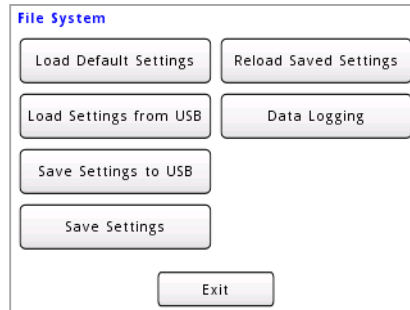 File System
Load Default Settings
Reload Saved Settings
Load Settings from USB
Data Logging
Save Settings to USB
Save Settings
Exit